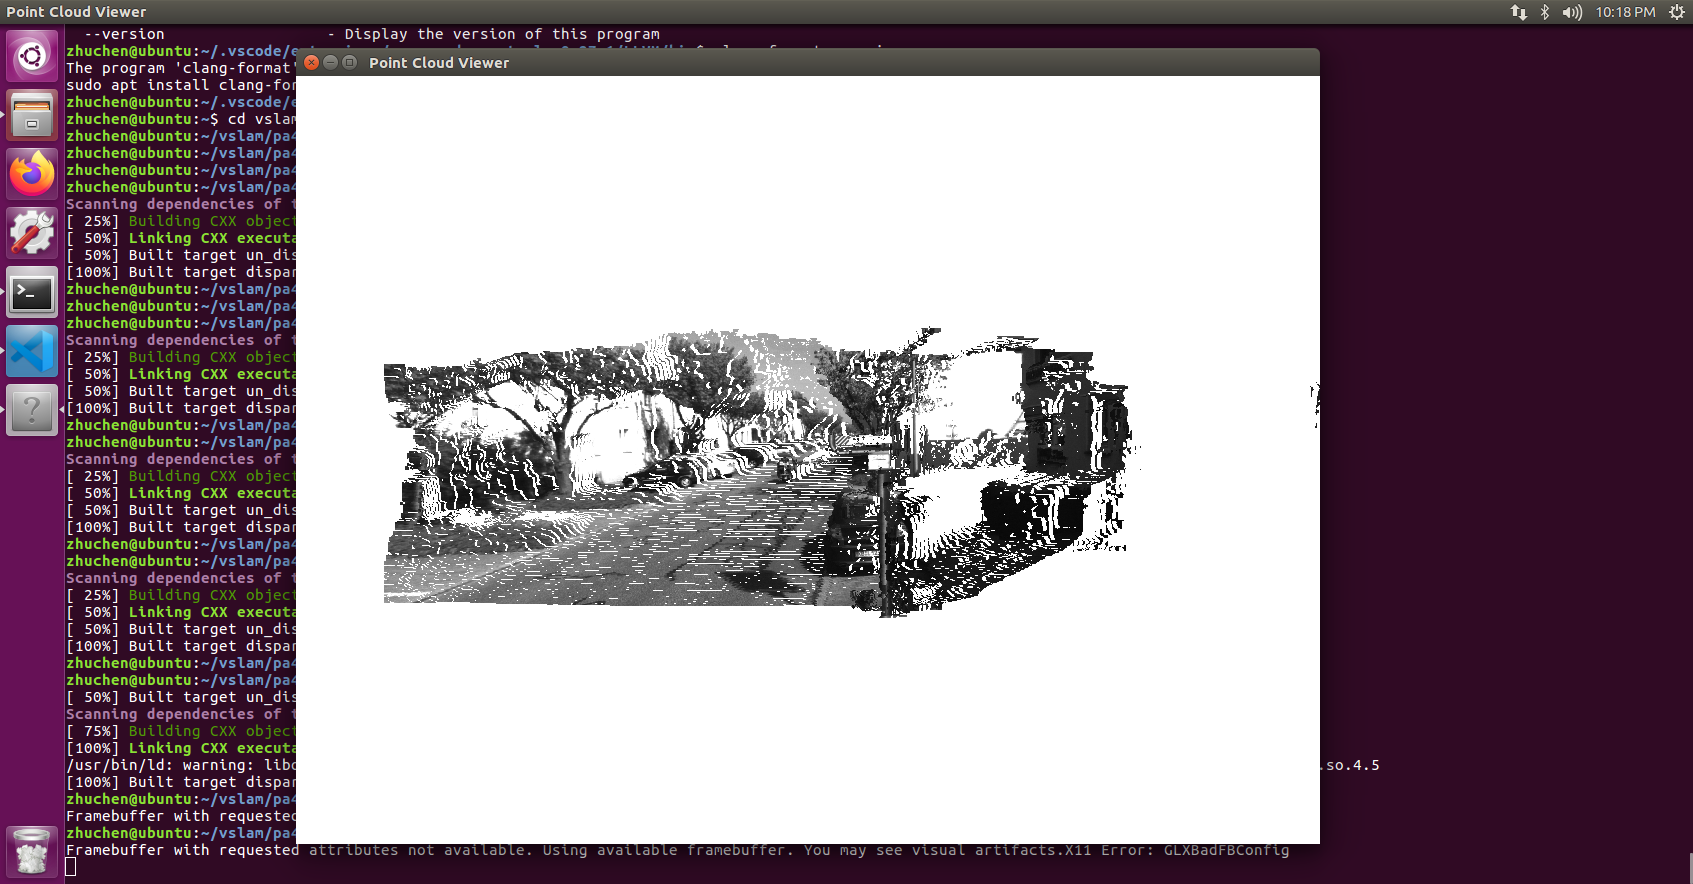 Point Cloud Viewer
10:18 PM
--version - Display the version of this program
zhuchen@ubuntu:~/.vscode/e
The program 'clang-format'
sudo apt install clang-for
zhuchen@ubuntu:~/.vscode/e
zhuchen@ubuntu:~$ cd vslam
zhuchen@ubuntu:~/vslam/pa4
zhuchen@ubuntu:~/vslam/pa4
zhuchen@ubuntu:~/vslam/pa4
zhuchen@ubuntu:~/vslam/pa4
Scanning dependencies of t
[ 25%] Building CXX object
[ 50%] Linking CXX executa
[ 50%] Built target un_dis
[100%] Built target dispar
zhuchen@ubuntu:~/vslam/pa4
zhuchen@ubuntu:~/vslam/pa4
zhuchen@ubuntu:~/vslam/pa4
Scanning dependencies of t
[ 25%] Building CXX object
[ 50%] Linking CXX executa
[ 50%] Built target un_dis
[100%] Built target dispar
zhuchen@ubuntu:~/vslam/pa4
zhuchen@ubuntu:~/vslam/pa4
Scanning dependencies of t
[ 25%] Building CXX object
[ 50%] Linking CXX executa
[ 50%] Built target un_dis
[100%] Built target dispar
zhuchen@ubuntu:~/vslam/pa4
zhuchen@ubuntu:~/vslam/pa4
Scanning dependencies of t
[ 25%] Building CXX object
[ 50%] Linking CXX executa
[ 50%] Built target un_dis
[100%] Built target dispar
zhuchen@ubuntu:~/vslam/pa4
zhuchen@ubuntu:~/vslam/pa4
[ 50%] Built target un_dis
Scanning dependencies of t
[ 75%] Building CXX object
[100%] Linking CXX executa
/usr/bin/ld: warning: libo .so.4.5
[100%] Built target dispar
zhuchen@ubuntu:~/vslam/pa4
Framebuffer with requested
zhuchen@ubuntu:~/vslam/pa4
Framebuffer with requested attributes not available. Using available framebuffer. You may see visual artifacts.X11 Error: GLXBadFBConfig
Point Cloud Viewer